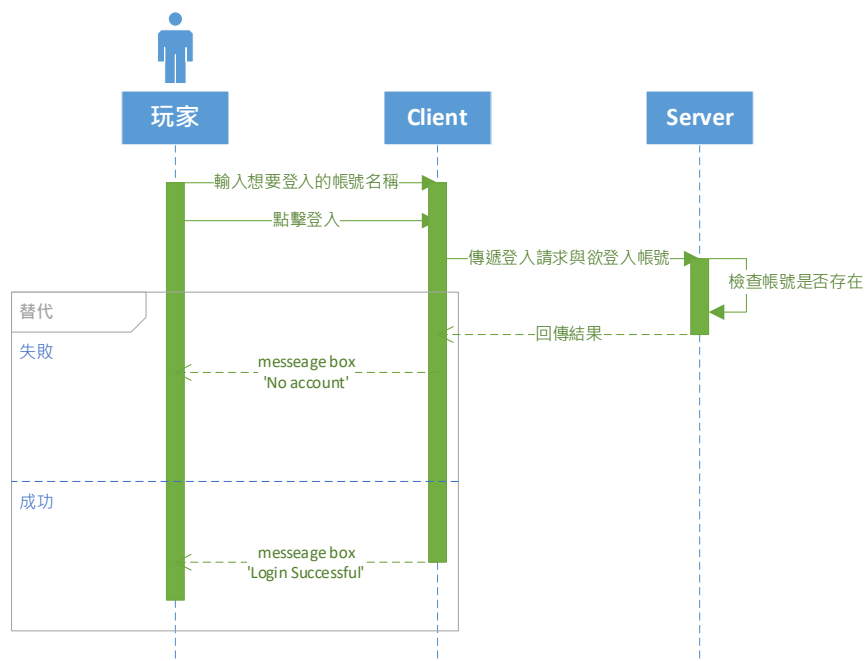 玩家
Client
Server
輸入想要登入的帳號名稱
點擊登入
傳遞登入請求與欲登入帳號
檢查帳號是否存在
替代
回傳結果
失敗
messeage box
'No account'
成功
messeage box
'Login Successful'